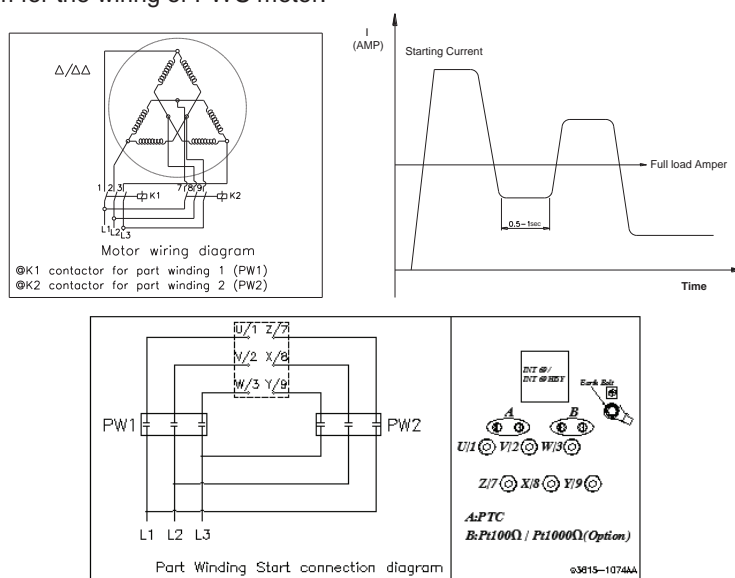 for the wiring of PWS motor.
Δ/ΔΔ
1 2 3 7 8 9
K1 K2
L1 L2 L3
Motor wiring diagram
@K1 contactor for part winding 1 (PW1)
@K2 contactor for part winding 2 (PW2)
I
(AMP)
Starting Current
Full load Amper
0.5-1sec
Time
U/1 Z/7
V/2 X/8
W/3 Y/9
PW1 PW2
L1 L2 L3
Part Winding Start connection diagram
INT 69/
INT 69 HBSY
Earth Bolt
A B
U/1 V/2 W/3
Z/7 X/8 Y/9
A:PTC
B:Pt100Ω / Pt1000Ω(Option)
93615-1074AA